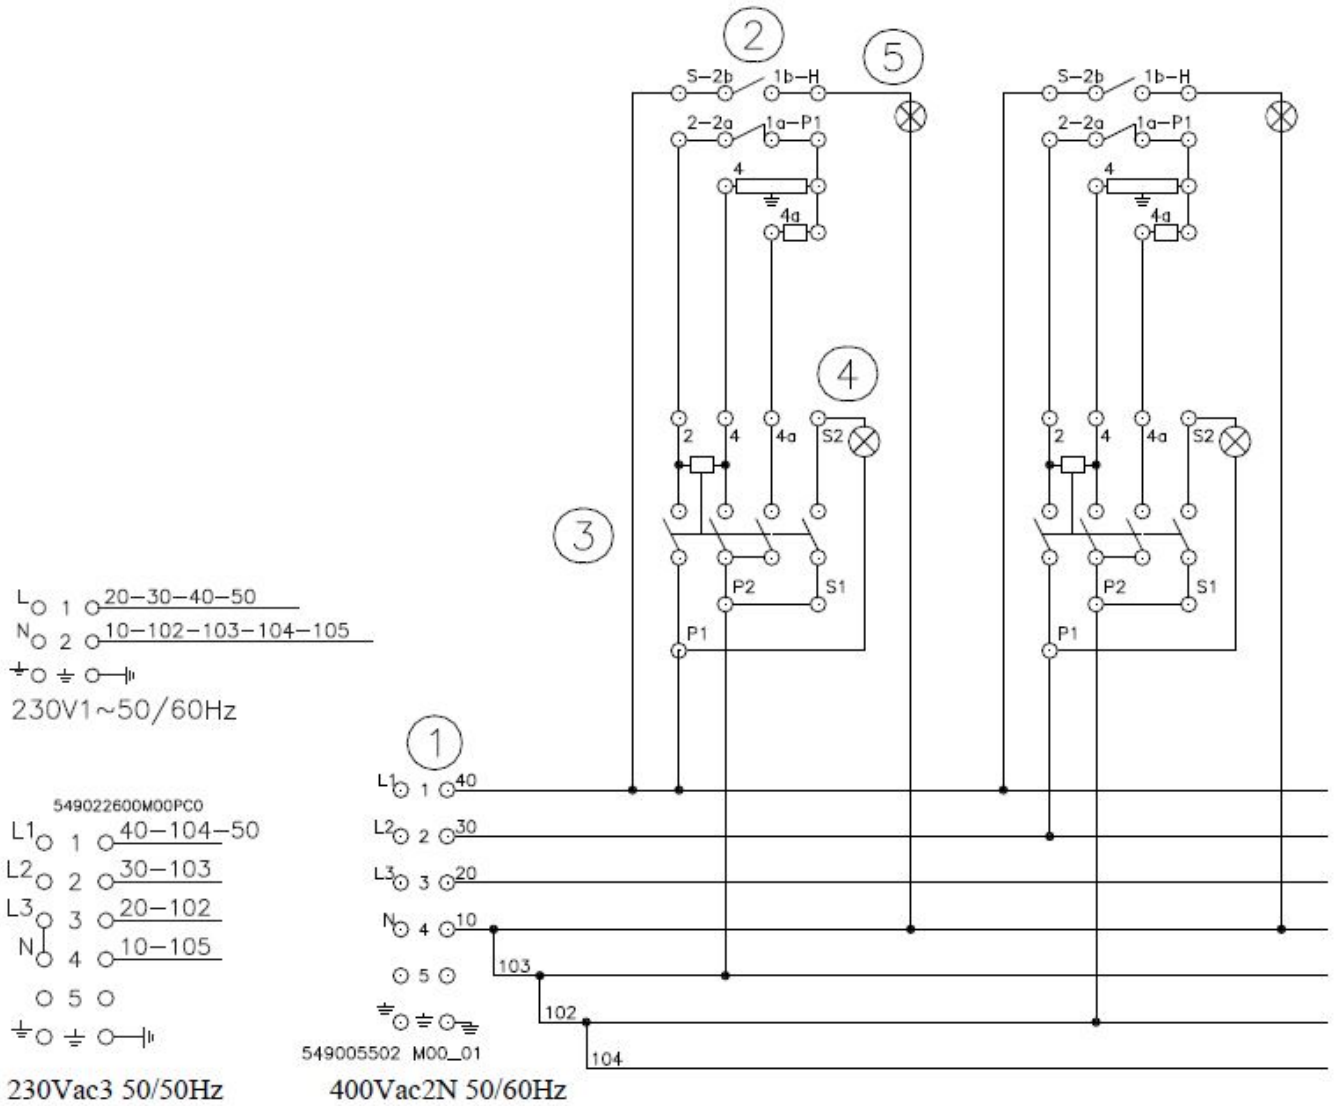 2
5
S-2b 1b-H
S-2b 1b-H
2-2a 1a-P1
2-2a 1a-P1
4
4
4a
4a
4
2 4 4a S2
2 4 4a S2
3
P2 S1
P2 S1
P1
P1
L 1 20-30-40-50
N 2 10-102-103-104-105
230V1~50/60Hz
1
549022600M00PC0
L1 1 40-104-50
L2 2 30-103
L3 3 20-102
N 4 10-105
5
230Vac3 50/50Hz
L1 1 40
L2 2 30
L3 3 20
N 4 10
103
5
102
549005502 M00_01
104
400Vac2N 50/60Hz